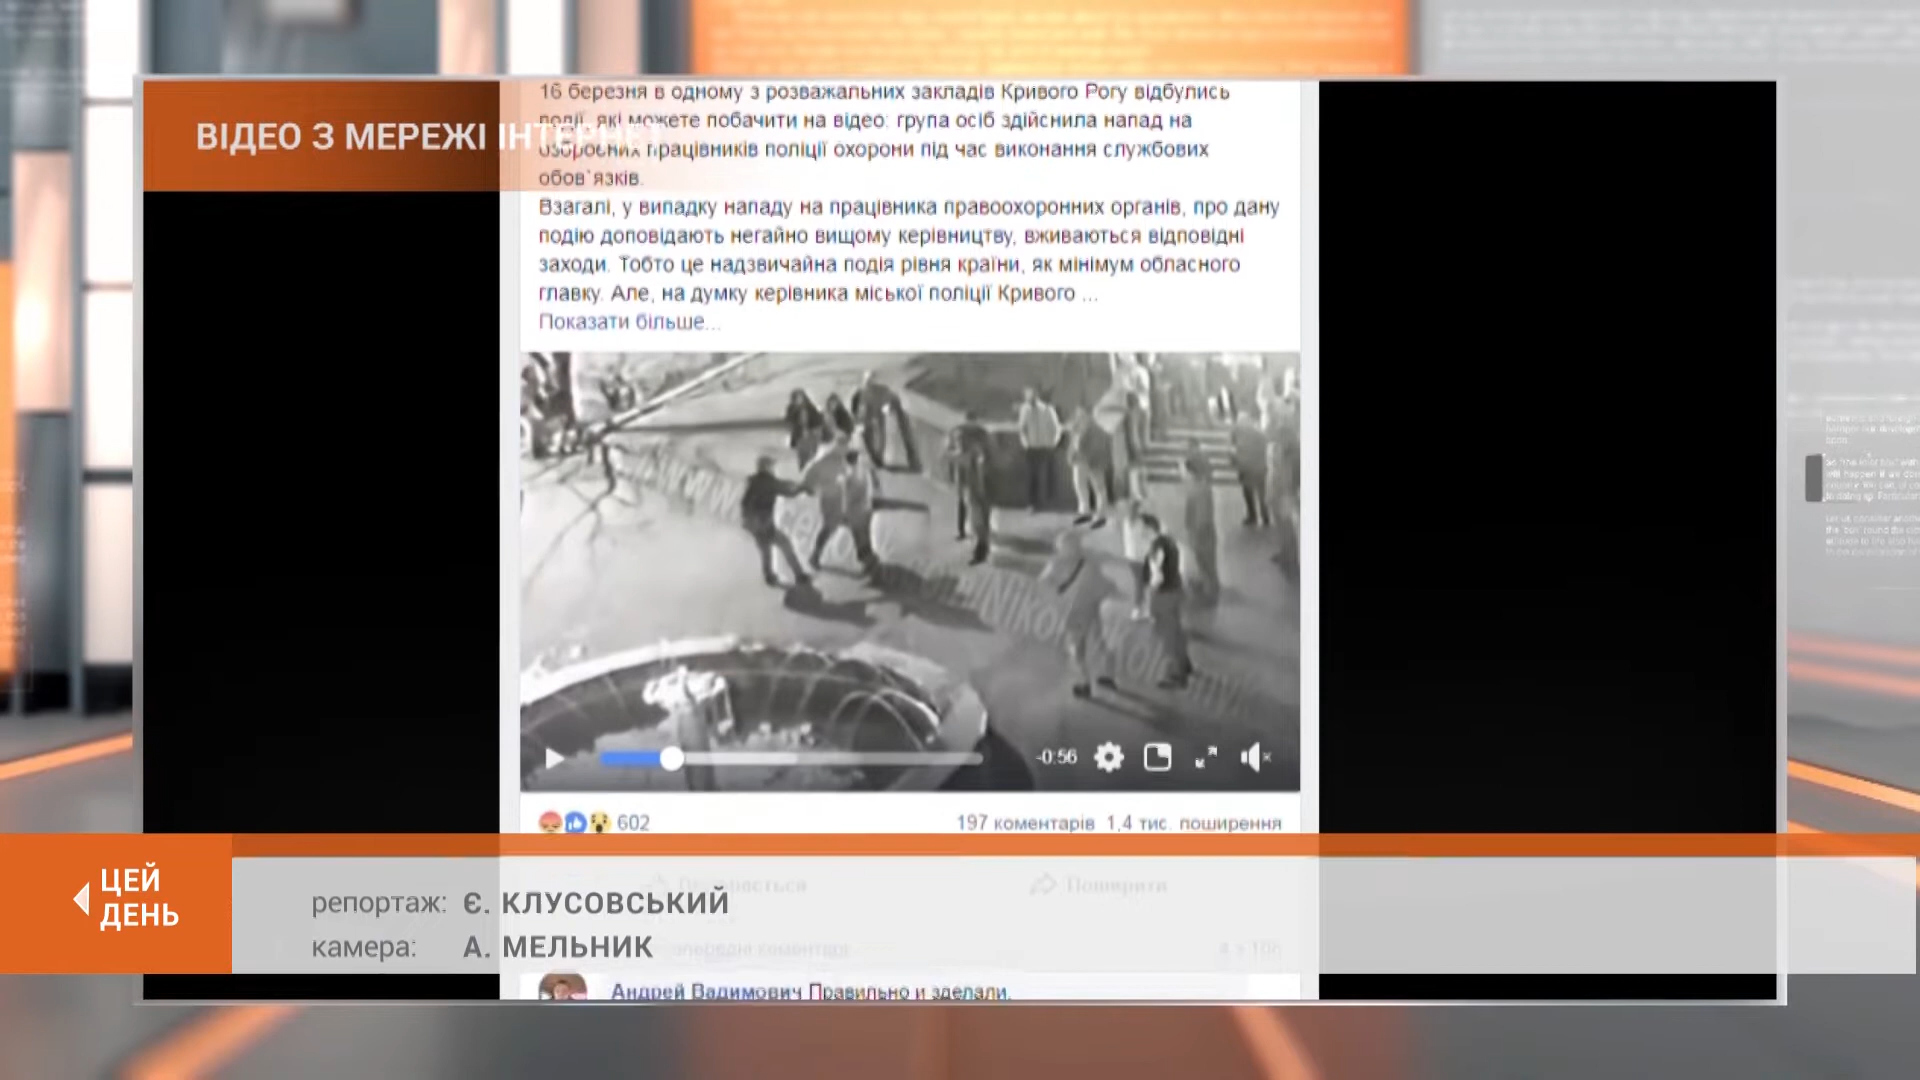 16 березня в одному з розважальних закладів Кривого Рогу відбулись
ВІДЕО З МЕРЕЖІ ІНТЕРНЕТ
події, які можете побачити на відео: група осіб здійснила напад на
озброєних працівників поліції охорони під час виконання службових
обов`язків.
Взагалі, у випадку нападу на працівника правоохоронних органів, про дану
подію доповідають негайно вищому керівництву, вживаються відповідні
заходи. Тобто це надзвичайна подія рівня країни, як мінімум обласного
главку. Але, на думку керівника міської поліції Кривого ...
Показати більше...
-0:56
602
197 коментарів 1,4 тис. поширення
Поширити
ЦЕЙ
ДЕНЬ
репортаж: Є. КЛУСОВСЬКИЙ
камера: А. МЕЛЬНИК
Андрей Вадимович Правильно и зделали.